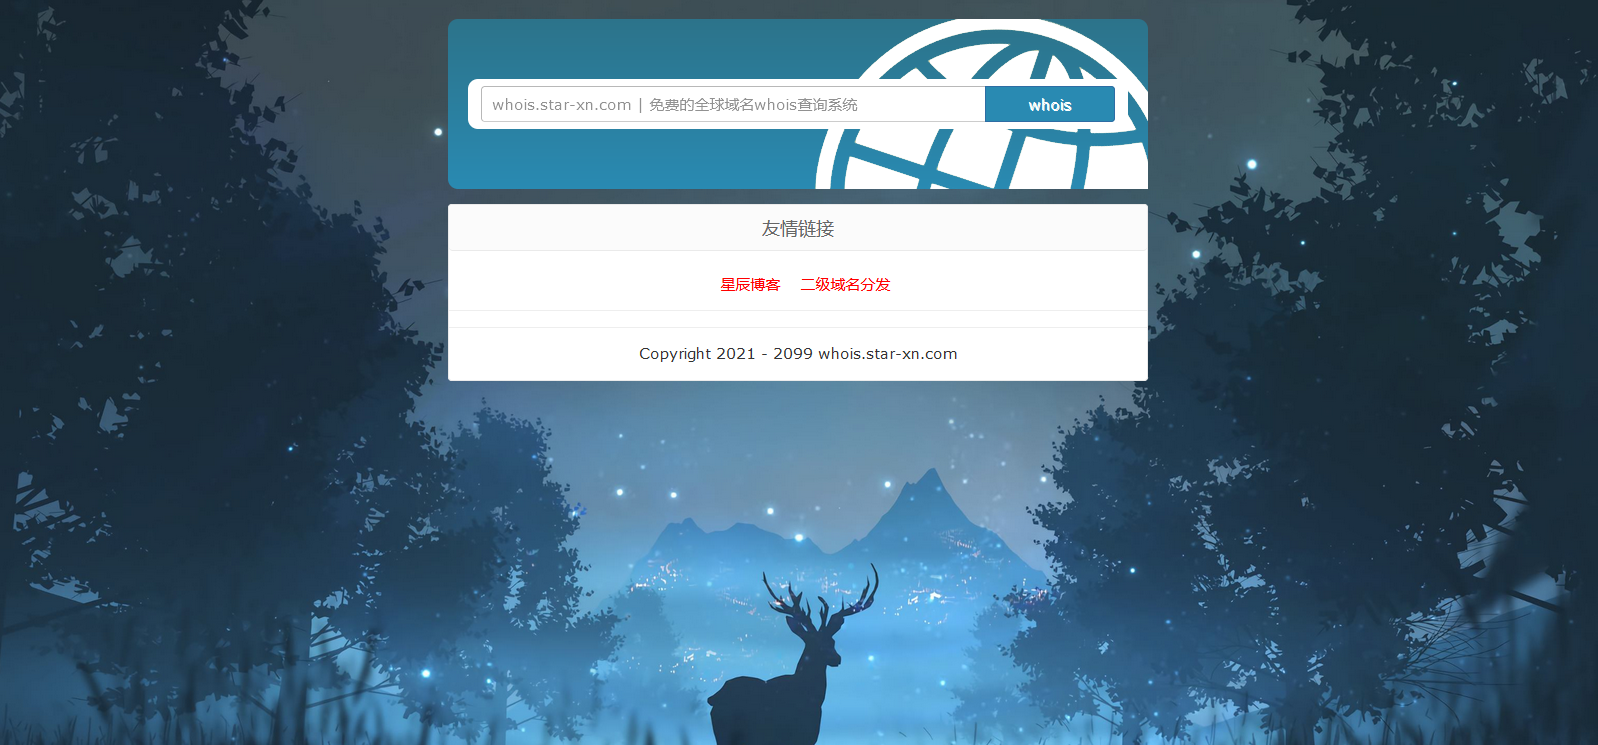 whois.star-xn.com | 免费的全球域名whois查询系统 whois
友情链接
星辰博客 二级域名分发
Copyright 2021 - 2099 whois.star-xn.com